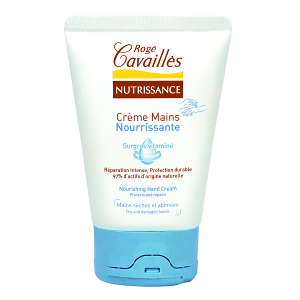 Rogé
Cavaillès
NUTRISSANCE
Crème Mains
Nourrissante
Surgras vitaminé
Réparation intense, Protection durable
97% d'actifs d'origine naturelle
Nourishing Hand Cream
Protects and repairs
Mains sèches et abîmées
Dry and damaged hands